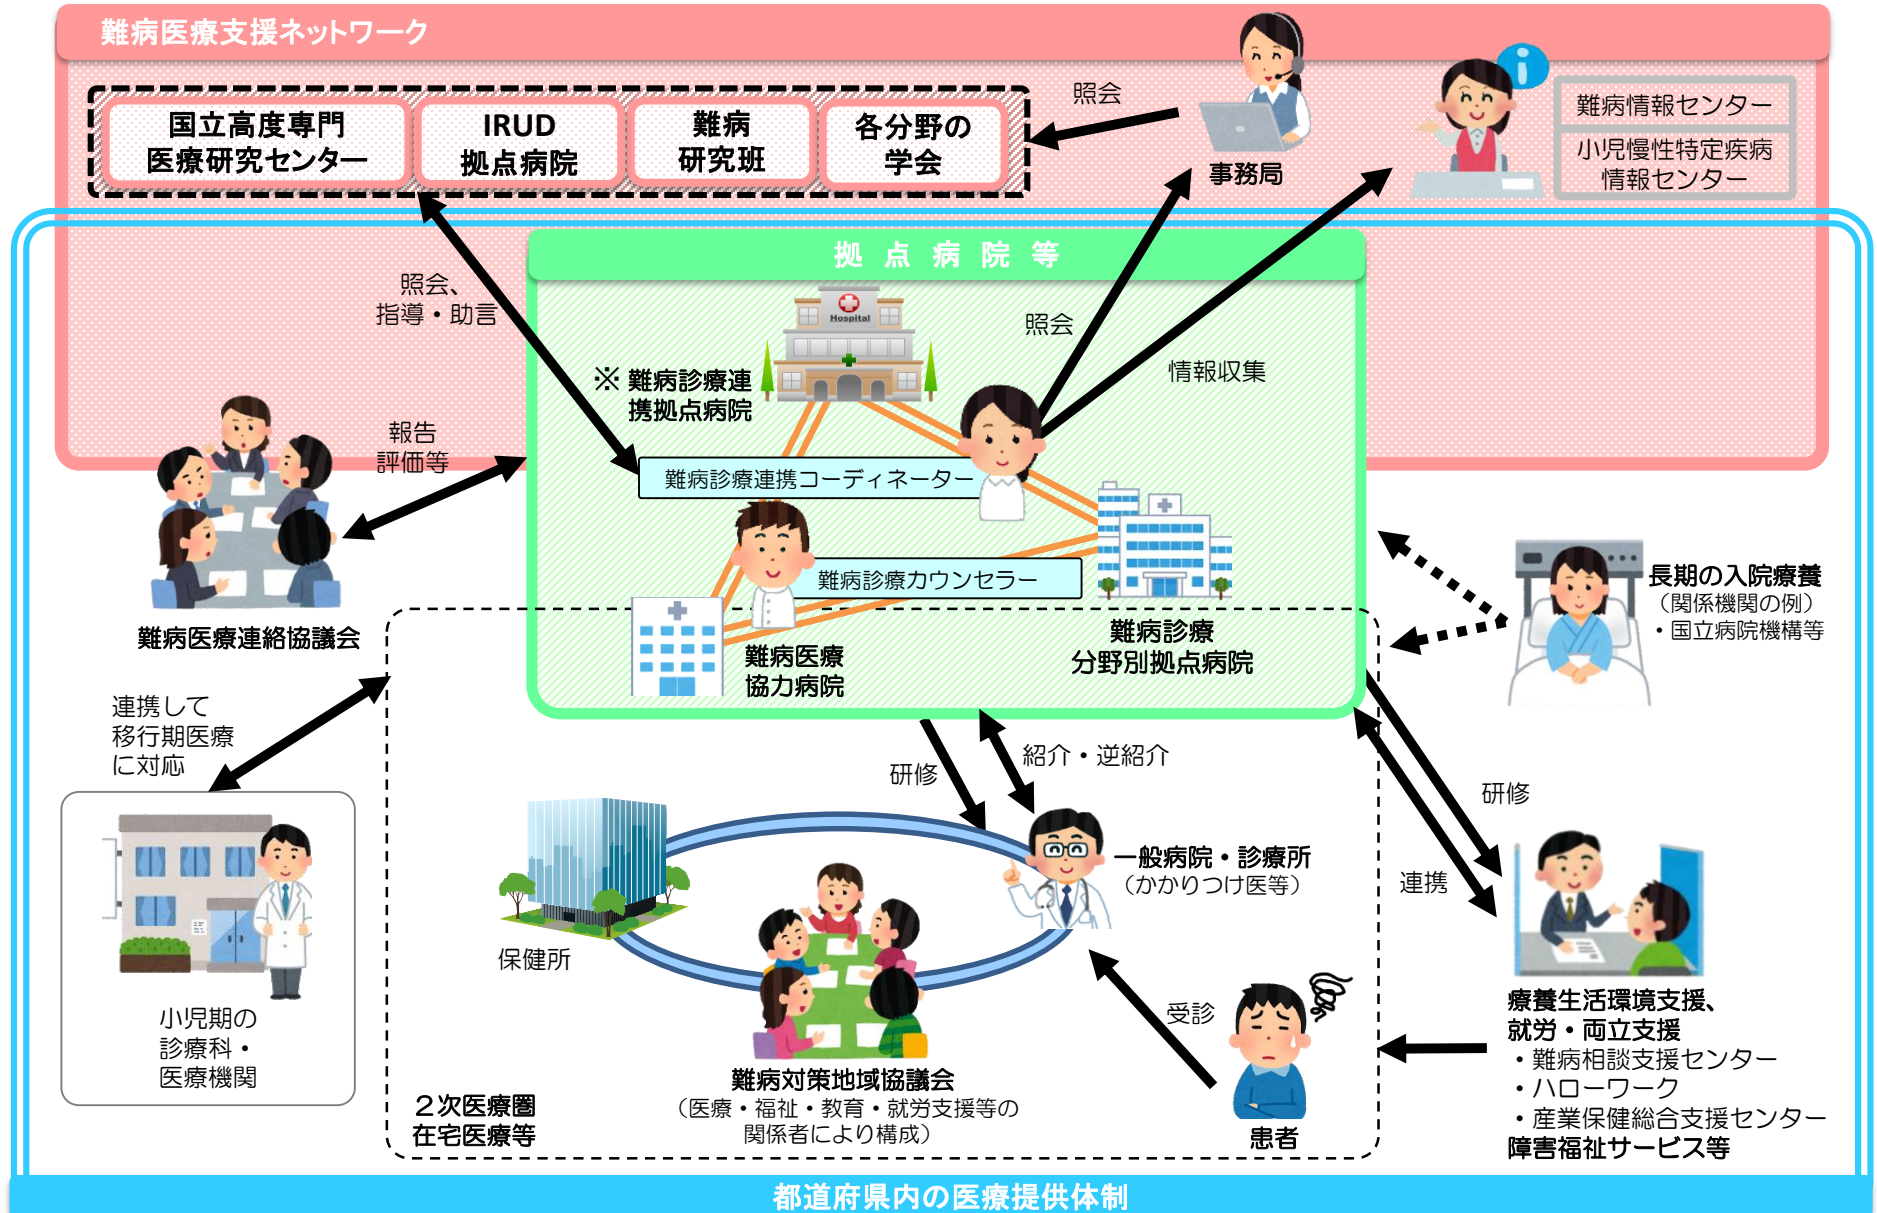 難病医療支援ネットワーク
国立高度専門
医療研究センター
IRUD
拠点病院
難病
研究班
各分野の
学会
照会
事務局
難病情報センター
小児慢性特定疾病
情報センター
拠点病院等
照会、
指導・助言
Hospital
照会
情報収集
※難病診療連
携拠点病院
報告
評価等
難病診療連携コーディネーター
難病診療カウンセラー
難病医療連絡協議会
難病医療
協力病院
難病診療
分野別拠点病院
長期の入院療養
（関係機関の例）
・国立病院機構等
連携して
移行期医療
に対応
研修
紹介・逆紹介
研修
連携
一般病院・診療所
（かかりつけ医等）
保健所
受診
小児期の
診療科・
医療機関
難病対策地域協議会
（医療・福祉・教育・就労支援等の
関係者により構成）
２次医療圏
在宅医療等
患者
療養生活環境支援、
就労・両立支援
・難病相談支援センター
・ハローワーク
・産業保健総合支援センター
障害福祉サービス等
都道府県内の医療提供体制